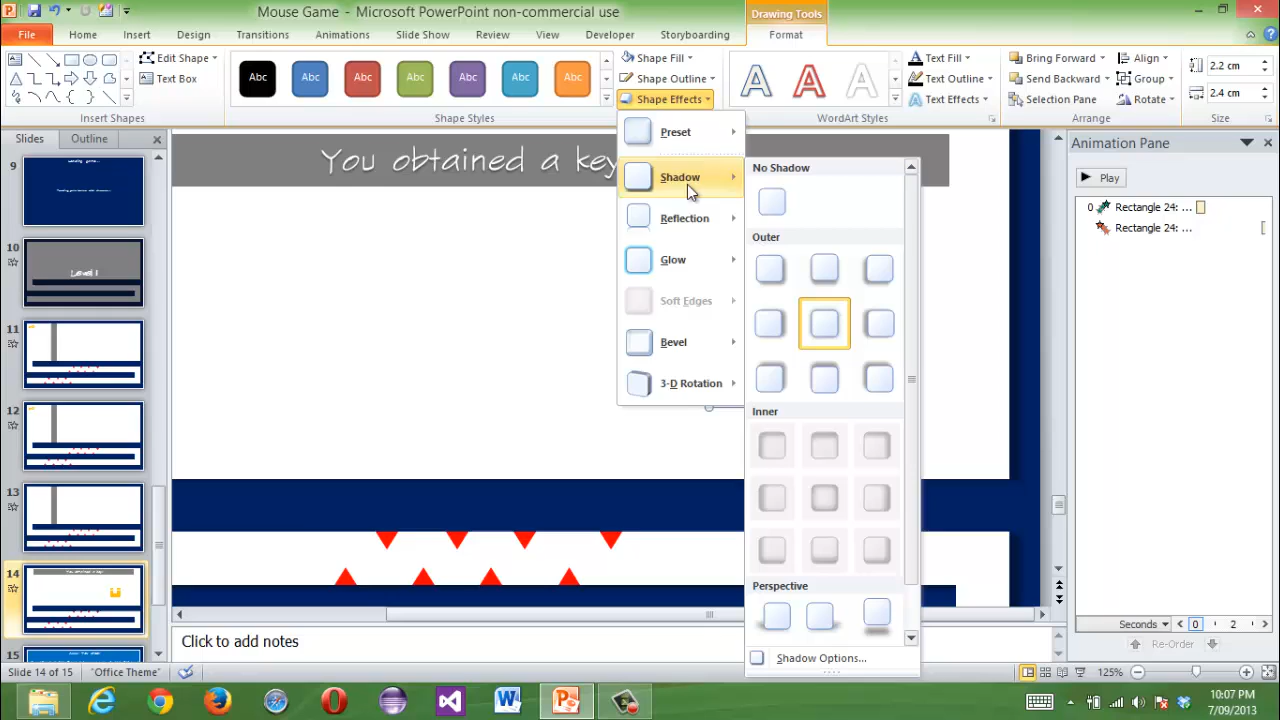 Mouse Game - Microsoft PowerPoint non-commercial use
Drawing Tools
File Home Insert Design Transitions Animations Slide Show Review View Developer Storyboarding Format
Edit Shape
Text Box
Insert Shapes
Abc Abc Abc Abc Abc Abc Abc
Shape Styles
Shape Fill
Shape Outline
Shape Effects
A A A
WordArt Styles
Text Fill
Text Outline
Text Effects
Bring Forward
Send Backward
Selection Pane
Align
Group
Rotate
Arrange
2.2 cm
2.4 cm
Size
Slides Outline
9
10
Level 1
11
12
13
14
15
You obtained a key
Preset
Shadow
Reflection
Glow
Soft Edges
Bevel
3-D Rotation
No Shadow
Outer
Inner
Perspective
Shadow Options...
Animation Pane
Play
0 Rectangle 24: ...
Rectangle 24: ...
Seconds 0 2
Re-Order
Click to add notes
Slide 14 of 15 "Office Theme" 125%
10:07 PM
7/09/2013